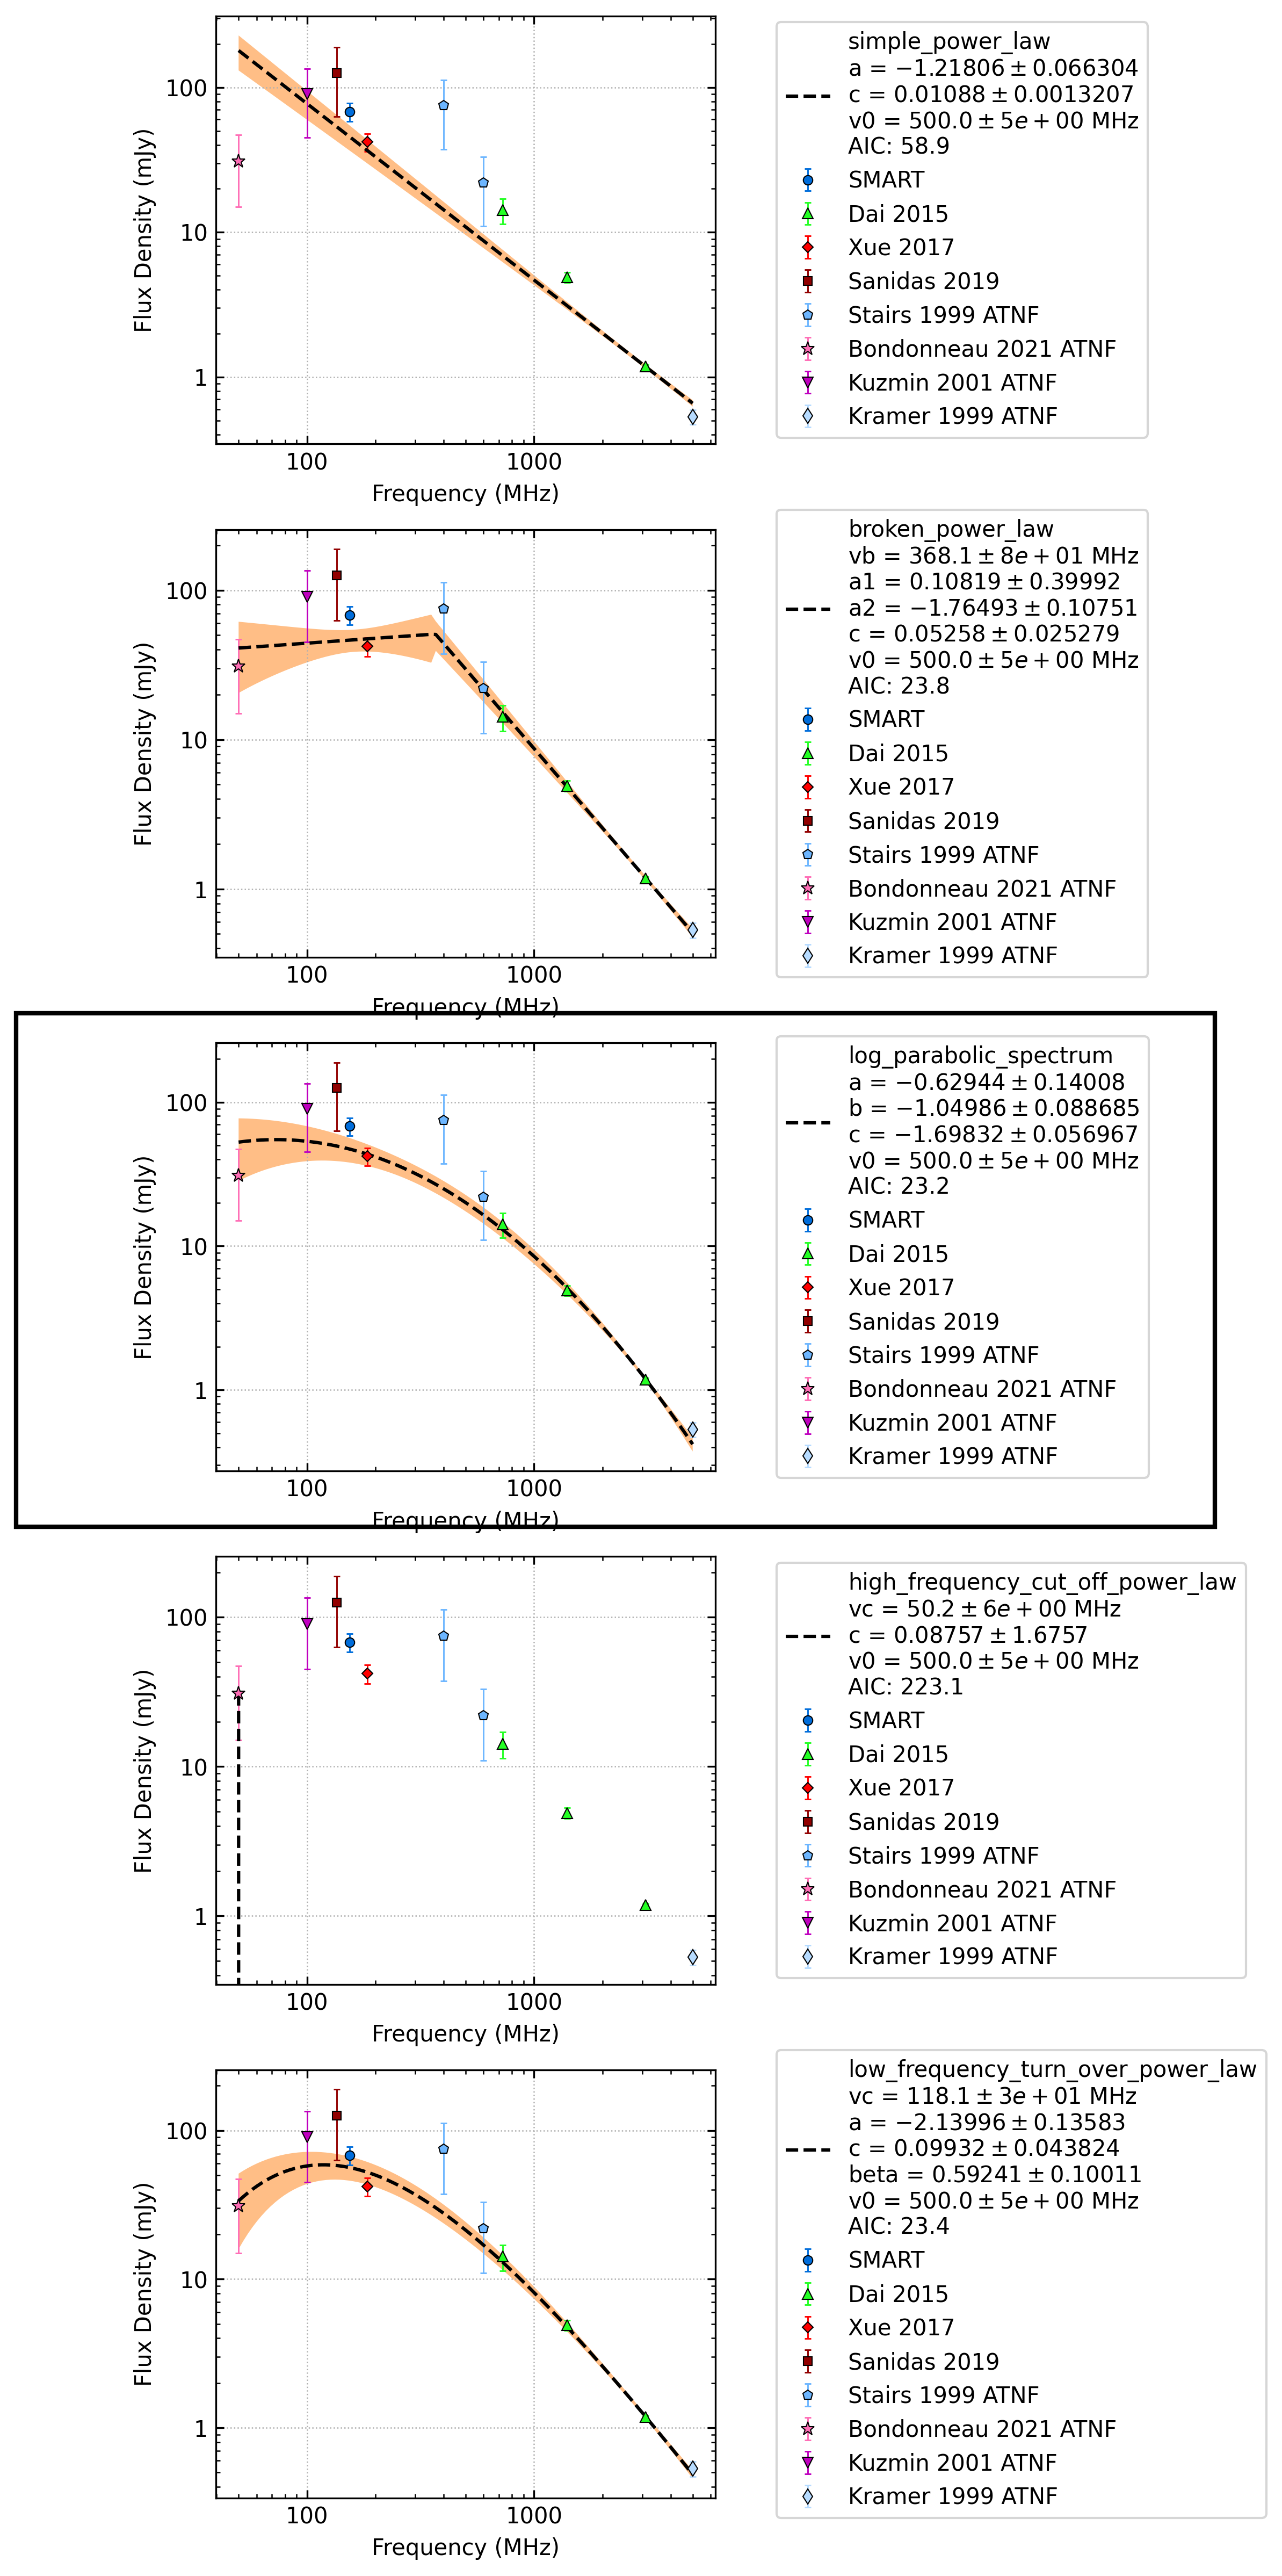 100
10
1
Flux Density (mJy)
100
1000
Frequency (MHz)
simple_power_law
a = −1.21806 ± 0.066304
c = 0.01088 ± 0.0013207
v0 = 500.0 ± 5e + 00 MHz
AIC: 58.9
SMART
Dai 2015
Xue 2017
Sanidas 2019
Stairs 1999 ATNF
Bondonneau 2021 ATNF
Kuzmin 2001 ATNF
Kramer 1999 ATNF
100
10
1
Flux Density (mJy)
100
1000
Frequency (MHz)
broken_power_law
vb = 368.1 ± 8e + 01 MHz
a1 = 0.10819 ± 0.39992
a2 = −1.76493 ± 0.10751
c = 0.05258 ± 0.025279
v0 = 500.0 ± 5e + 00 MHz
AIC: 23.8
SMART
Dai 2015
Xue 2017
Sanidas 2019
Stairs 1999 ATNF
Bondonneau 2021 ATNF
Kuzmin 2001 ATNF
Kramer 1999 ATNF
100
10
1
Flux Density (mJy)
100
1000
Frequency (MHz)
log_parabolic_spectrum
a = −0.62944 ± 0.14008
b = −1.04986 ± 0.088685
c = −1.69832 ± 0.056967
v0 = 500.0 ± 5e + 00 MHz
AIC: 23.2
SMART
Dai 2015
Xue 2017
Sanidas 2019
Stairs 1999 ATNF
Bondonneau 2021 ATNF
Kuzmin 2001 ATNF
Kramer 1999 ATNF
100
10
1
Flux Density (mJy)
100
1000
Frequency (MHz)
high_frequency_cut_off_power_law
vc = 50.2 ± 6e + 00 MHz
c = 0.08757 ± 1.6757
v0 = 500.0 ± 5e + 00 MHz
AIC: 223.1
SMART
Dai 2015
Xue 2017
Sanidas 2019
Stairs 1999 ATNF
Bondonneau 2021 ATNF
Kuzmin 2001 ATNF
Kramer 1999 ATNF
100
10
1
Flux Density (mJy)
100
1000
Frequency (MHz)
low_frequency_turn_over_power_law
vc = 118.1 ± 3e + 01 MHz
a = −2.13996 ± 0.13583
c = 0.09932 ± 0.043824
beta = 0.59241 ± 0.10011
v0 = 500.0 ± 5e + 00 MHz
AIC: 23.4
SMART
Dai 2015
Xue 2017
Sanidas 2019
Stairs 1999 ATNF
Bondonneau 2021 ATNF
Kuzmin 2001 ATNF
Kramer 1999 ATNF